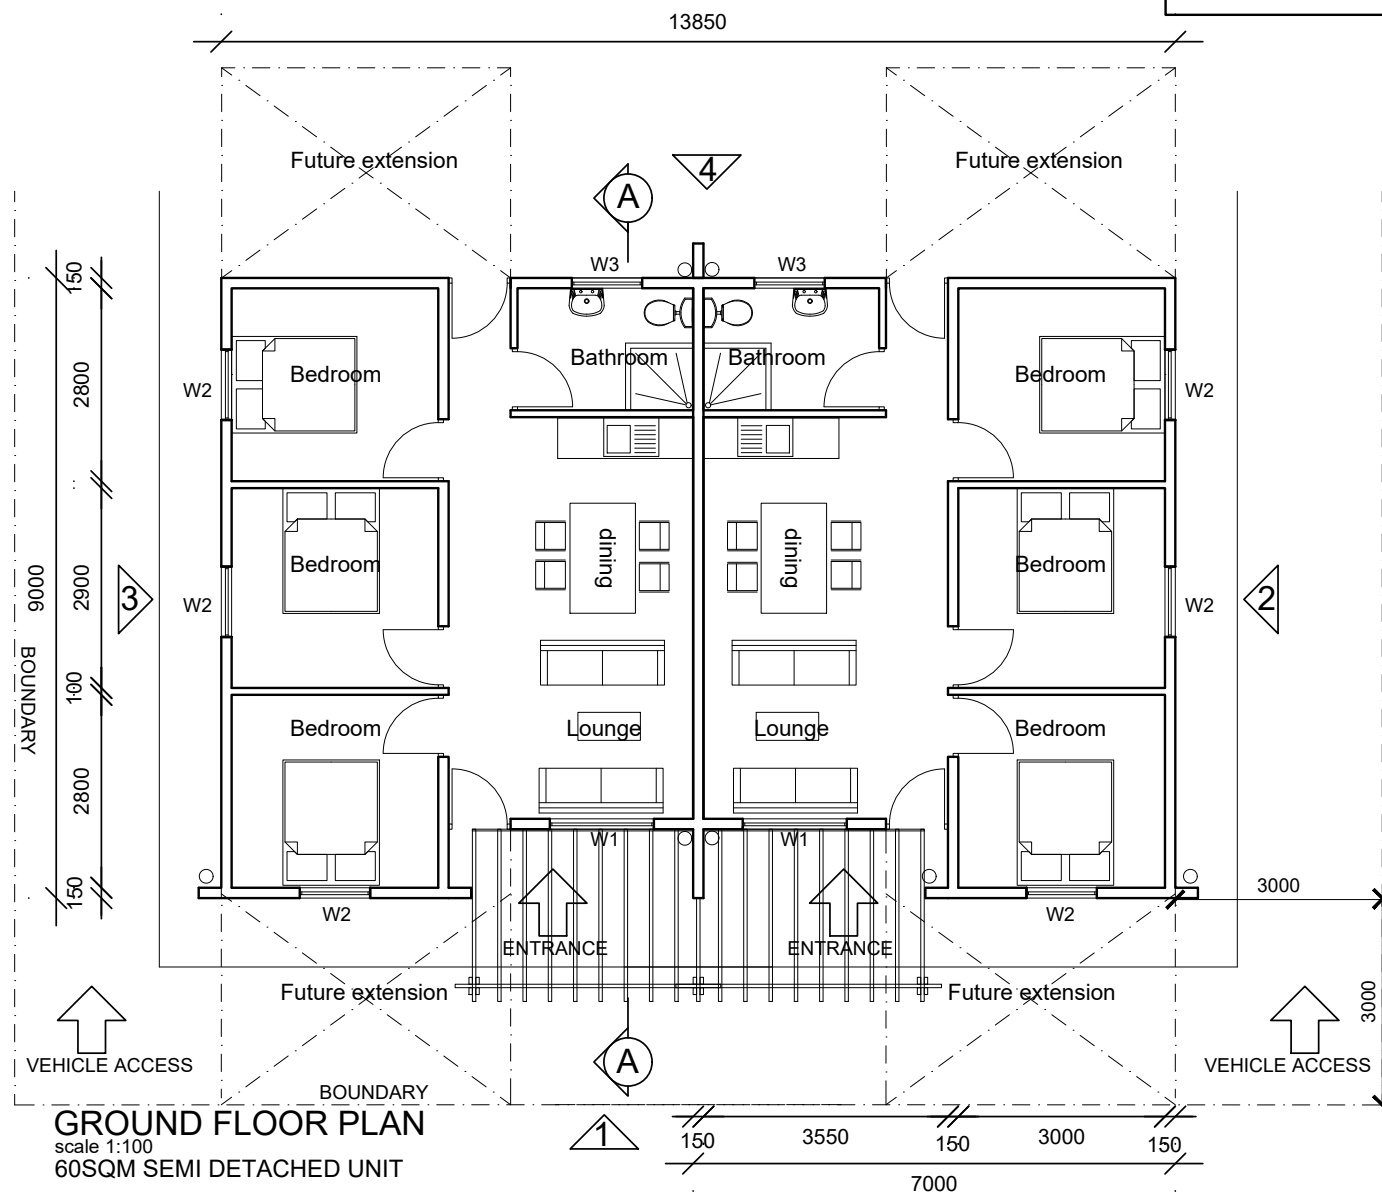 13850
Future extension
Future extension
A
4
W3
W3
150
Bathroom
Bathroom
Bedroom
Bedroom
W2
W2
2800
dining
dining
Bedroom
Bedroom
9000
2900
3
2
W2
W2
BOUNDARY
100
Bedroom
Lounge
Lounge
Bedroom
2800
W1
W1
150
W2
W2
3000
ENTRANCE
ENTRANCE
Future extension
Future extension
3000
VEHICLE ACCESS
A
VEHICLE ACCESS
BOUNDARY
GROUND FLOOR PLAN
scale 1:100
60SQM SEMI DETACHED UNIT
1
150
3550
150
3000
150
7000